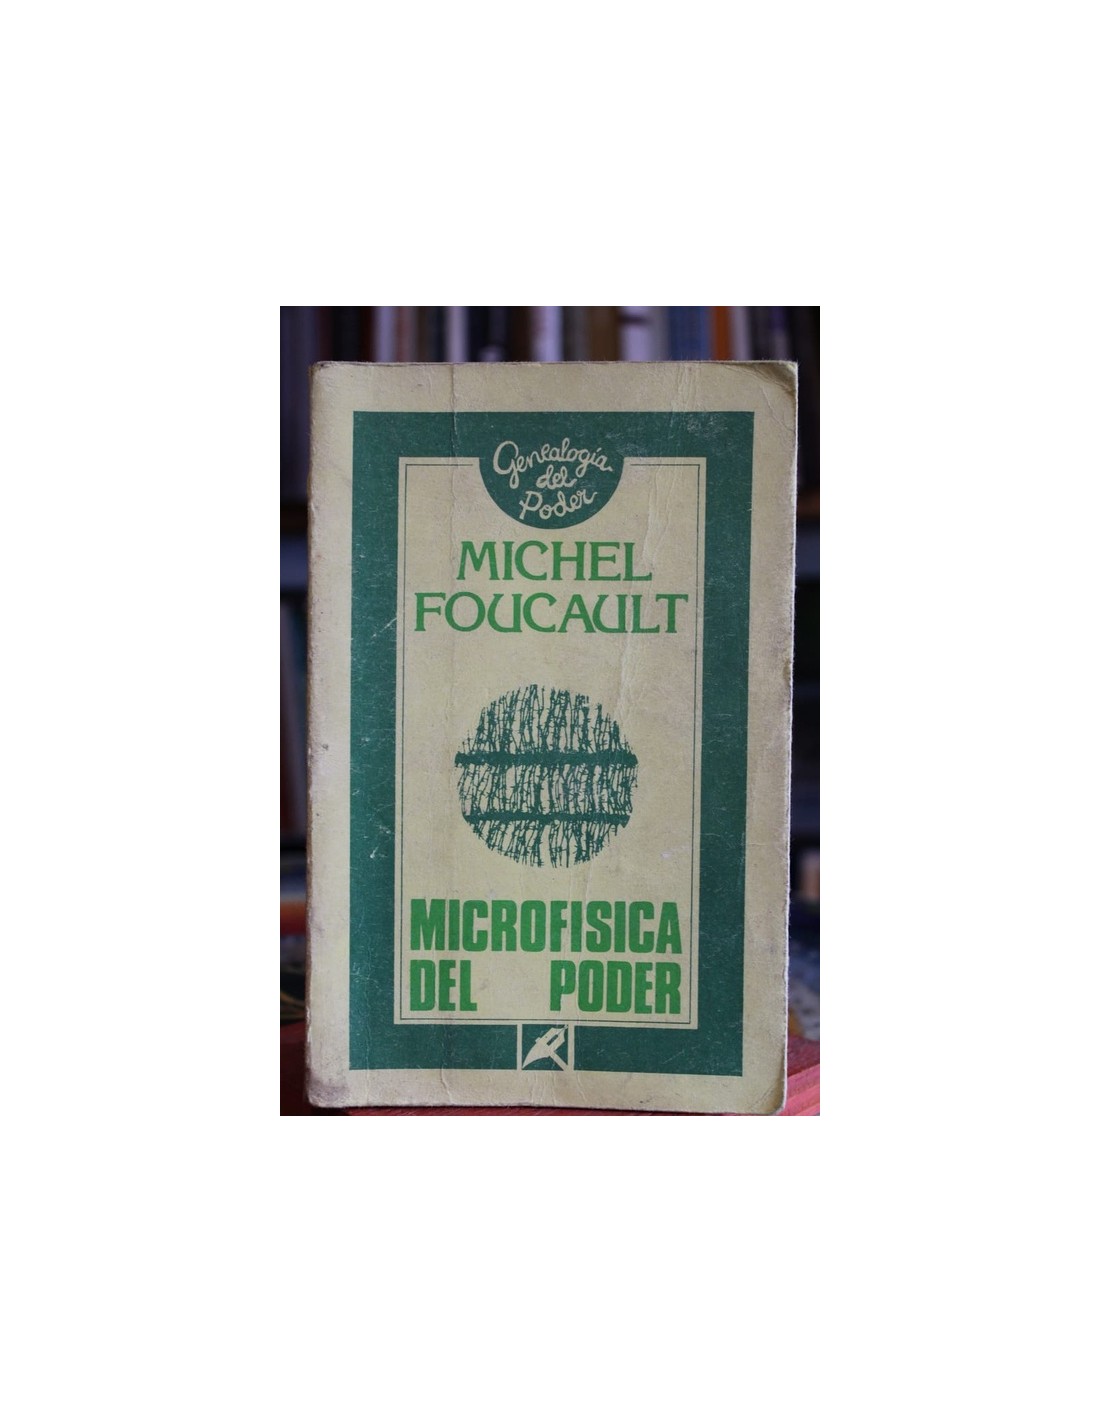 Genealogía
del
Poder
MICHEL
FOUCAULT
MICROFISICA
DEL PODER